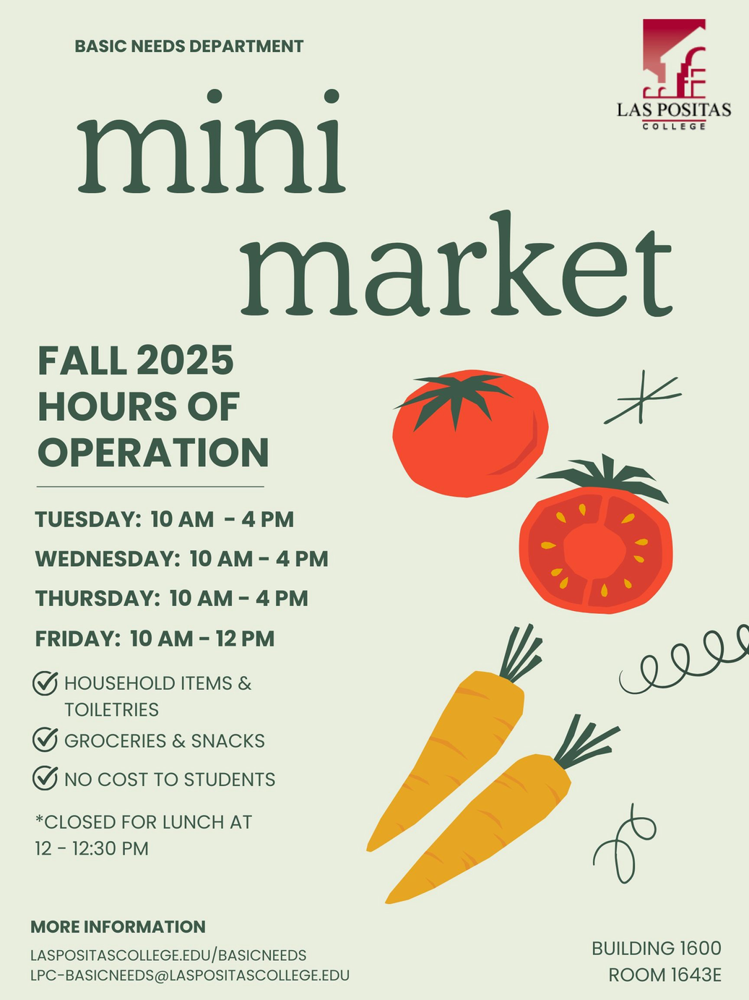 BASIC NEEDS DEPARTMENT
LAS POSITAS
COLLEGE
mini
market
FALL 2025
HOURS OF
OPERATION
TUESDAY: 10 AM - 4 PM
WEDNESDAY: 10 AM - 4 PM
THURSDAY: 10 AM - 4 PM
FRIDAY: 10 AM - 12 PM
HOUSEHOLD ITEMS &
TOILETRIES
GROCERIES & SNACKS
NO COST TO STUDENTS
*CLOSED FOR LUNCH AT
12 - 12:30 PM
MORE INFORMATION
LASPOSITASCOLLEGE.EDU/BASICNEEDS
LPC-BASICNEEDS@LASPOSITASCOLLEGE.EDU
BUILDING 1600
ROOM 1643E